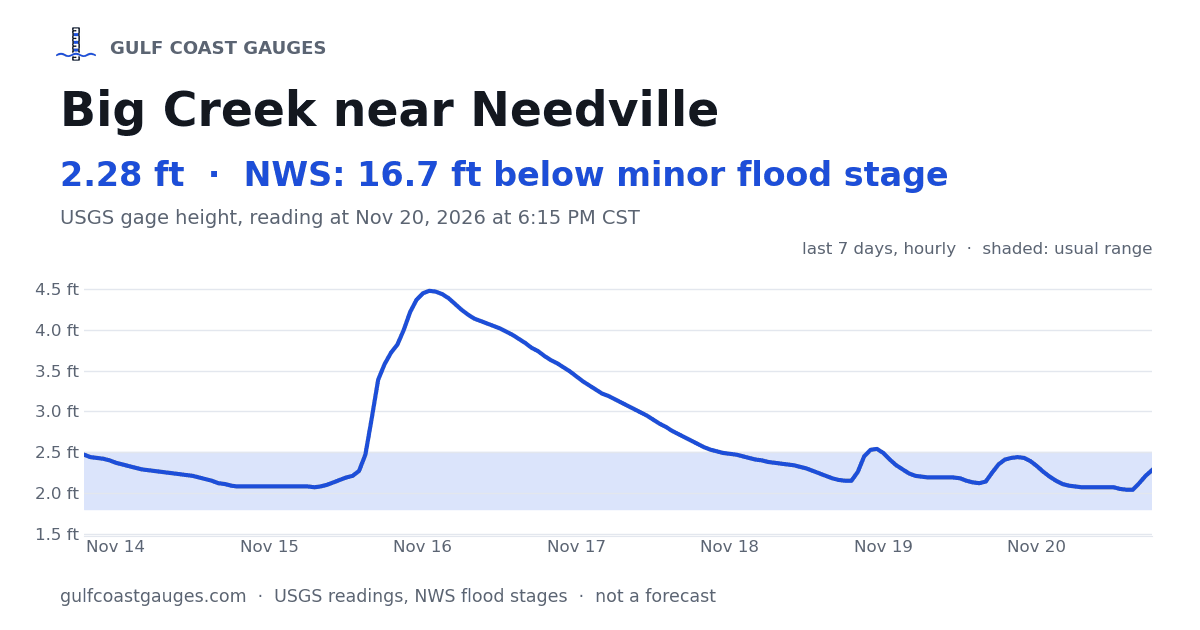 GULF COAST GAUGES
Big Creek near Needville
2.28 ft · NWS: 16.7 ft below minor flood stage
USGS gage height, reading at Nov 20, 2026 at 6:15 PM CST
last 7 days, hourly · shaded: usual range
4.5 ft
4.0 ft
3.5 ft
3.0 ft
2.5 ft
2.0 ft
1.5 ft
Nov 14 Nov 15 Nov 16 Nov 17 Nov 18 Nov 19 Nov 20
gulfcoastgauges.com · USGS readings, NWS flood stages · not a forecast